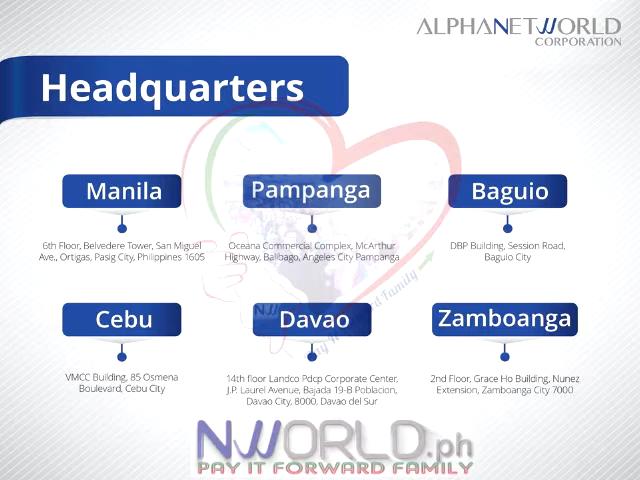 ALPHANETWORLD
CORPORATION
Headquarters
Manila
6th Floor, Belvedere Tower, San Miguel
Ave., Ortigas, Pasig City, Philippines 1605
Pampanga
Oceana Commercial Complex, McArthur
Highway, Balibago, Angeles City Pampanga
Baguio
DBP Building, Session Road,
Baguio City
Cebu
VMCC Building, 85 Osmena
Boulevard, Cebu City
Davao
14th floor Landco Pdcp Corporate Center,
J.P. Laurel Avenue, Bajada 19-B Poblacion,
Davao City, 8000, Davao del Sur
Zamboanga
2nd Floor, Grace Ho Building, Nunez
Extension, Zamboanga City 7000
NWORLD.ph
PAY IT FORWARD FAMILY